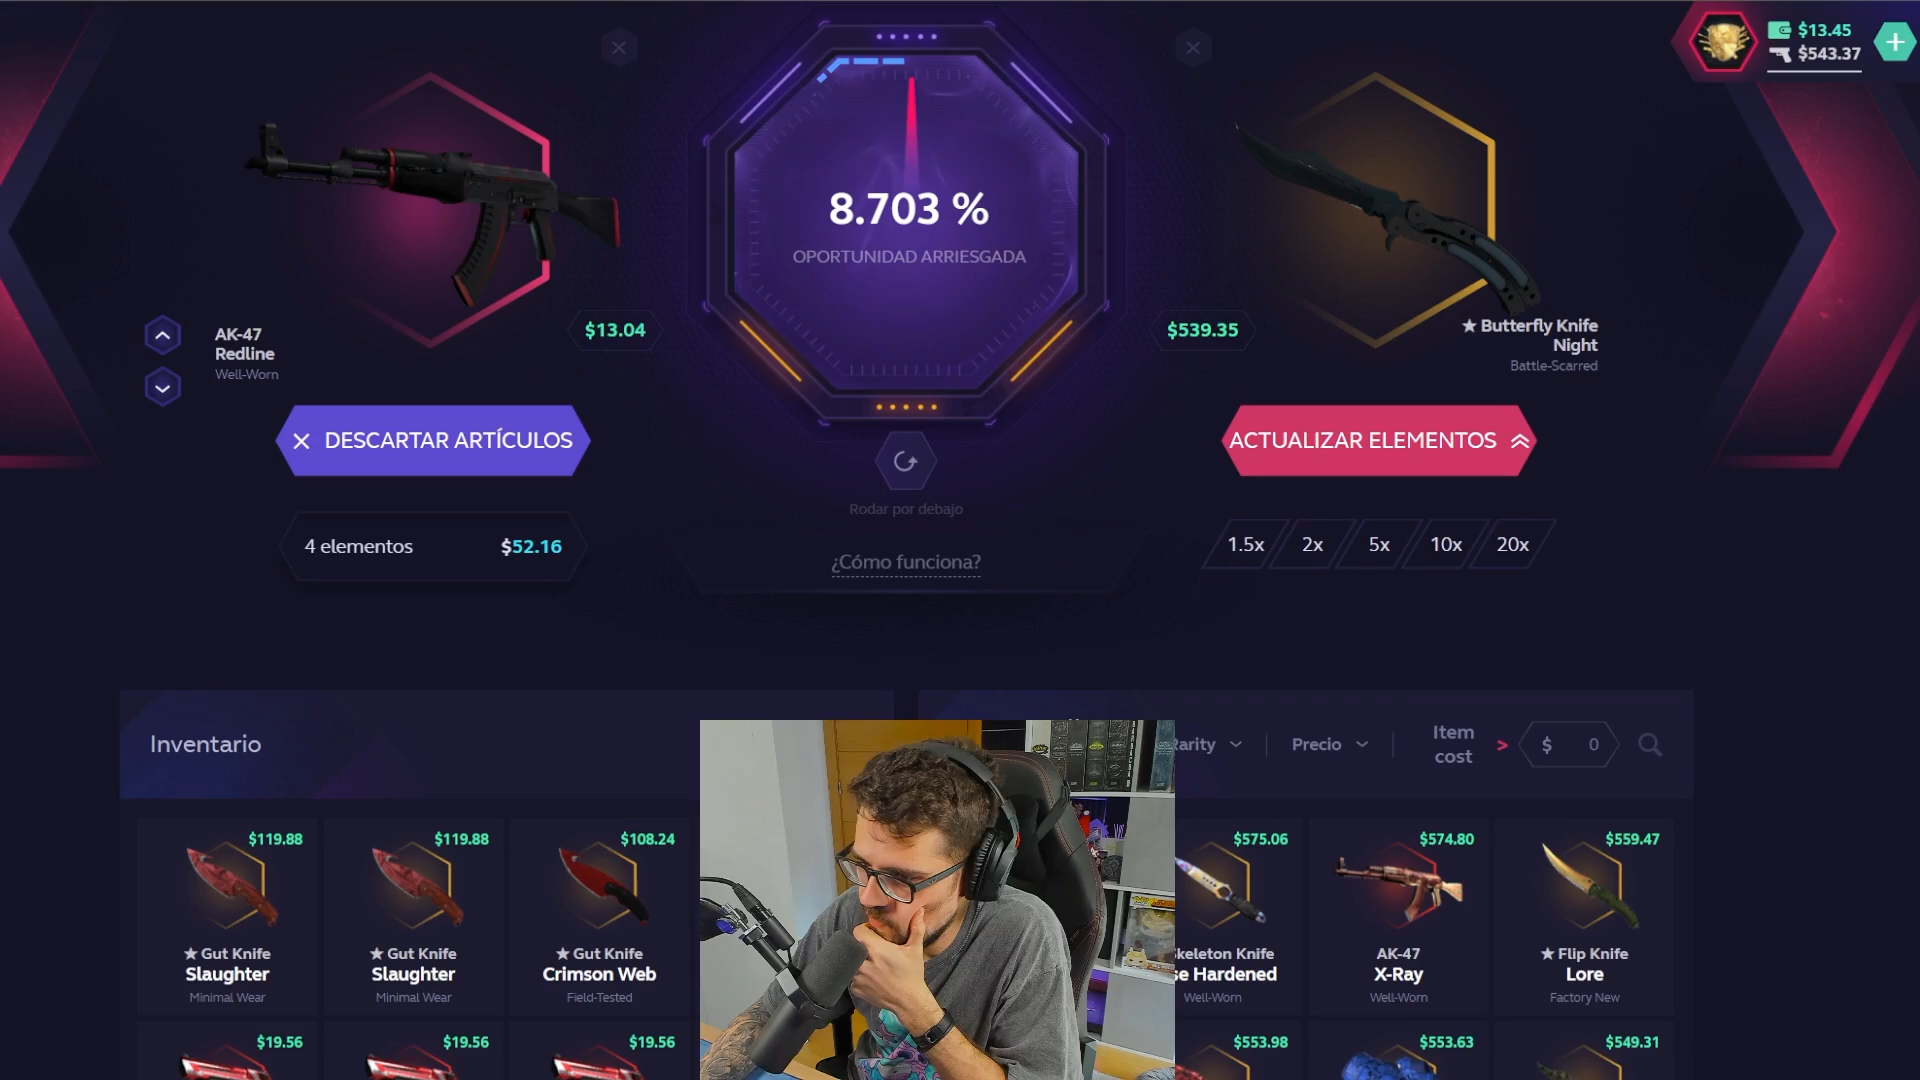 $13.45
$543.37
8.703 %
OPORTUNIDAD ARRIESGADA
AK-47
Redline
Well-Worn
$13.04
$539.35
★ Butterfly Knife
Night
Battle-Scarred
DESCARTAR ARTÍCULOS
ACTUALIZAR ELEMENTOS
Rodar por debajo
4 elementos
$52.16
¿Cómo funciona?
1.5x
2x
5x
10x
20x
Inventario
Rarity
Precio
Item
cost
>
$ 0
$119.88
★ Gut Knife
Slaughter
Minimal Wear
$119.88
★ Gut Knife
Slaughter
Minimal Wear
$108.24
★ Gut Knife
Crimson Web
Field-Tested
$575.06
Skeleton Knife
se Hardened
Well-Worn
$574.80
AK-47
X-Ray
Well-Worn
$559.47
★ Flip Knife
Lore
Factory New
$19.56
$19.56
$19.56
$553.98
$553.63
$549.31